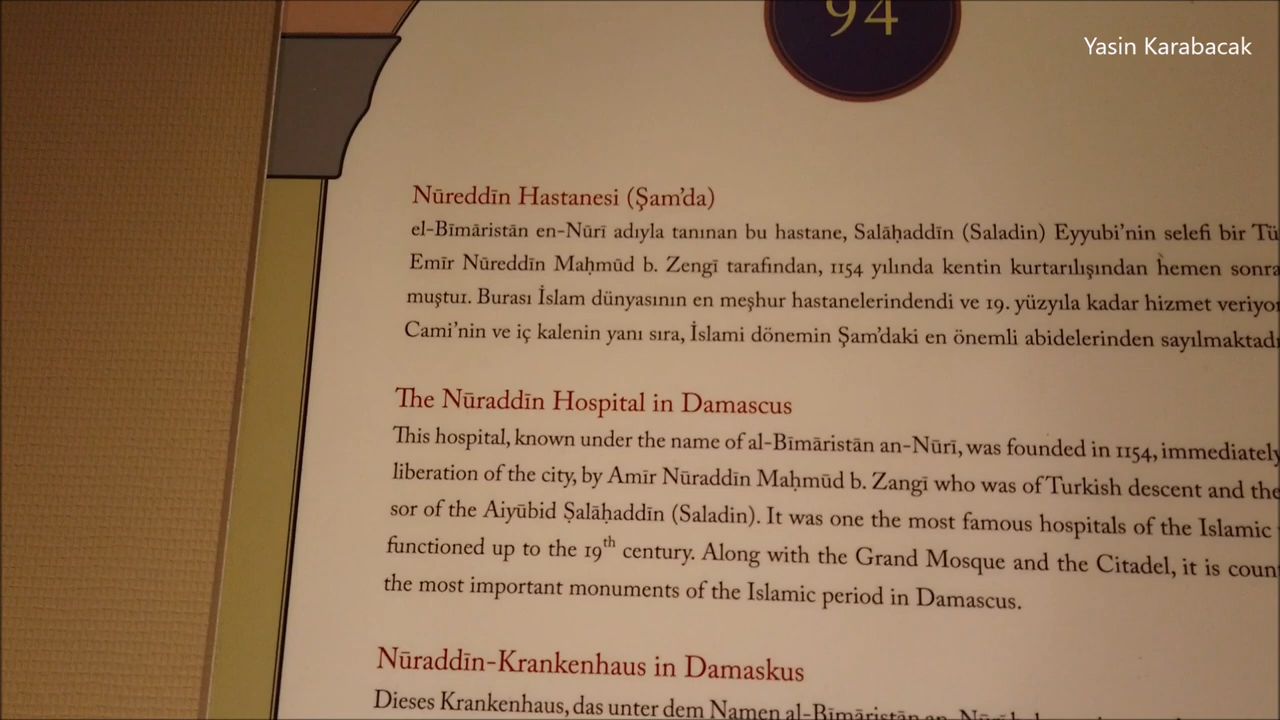 94
Yasin Karabacak
Nūreddīn Hastanesi (Şam'da)
el-Bīmāristān en-Nūrī adıyla tanınan bu hastane, Salāḥaddīn (Saladin) Eyyubi'nin selefi bir Tü
Emīr Nūreddīn Maḥmūd b. Zengī tarafından, 1154 yılında kentin kurtarılışından hemen sonra
muştur. Burası İslam dünyasının en meşhur hastanelerindendi ve 19. yüzyıla kadar hizmet veriyo
Cami'nin ve iç kalenin yanı sıra, İslami dönemin Şam'daki en önemli abidelerinden sayılmaktad
The Nūraddīn Hospital in Damascus
This hospital, known under the name of al-Bīmāristān an-Nūrī, was founded in 1154, immediately
liberation of the city, by Amīr Nūraddīn Maḥmūd b. Zangī who was of Turkish descent and the
sor of the Aiyūbid Ṣalāḥaddīn (Saladin). It was one the most famous hospitals of the Islamic
functioned up to the 19th century. Along with the Grand Mosque and the Citadel, it is coun
the most important monuments of the Islamic period in Damascus.
Nūraddīn-Krankenhaus in Damaskus
Dieses Krankenhaus, das unter dem Namen al-Bīmāristān an-